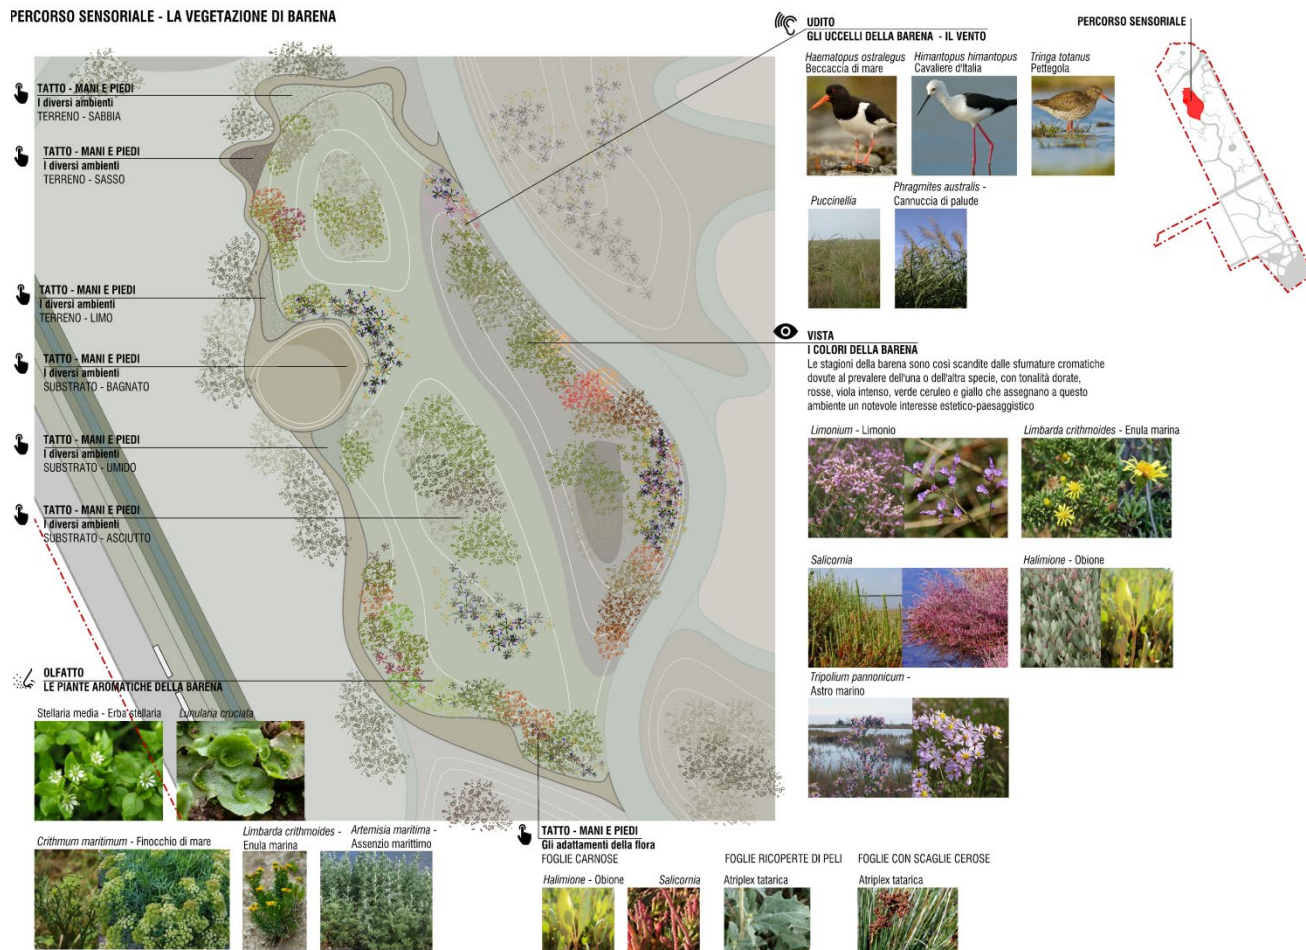 PERCORSO SENSORIALE - LA VEGETAZIONE DI BARENA
TATTO - MANI E PIEDI
I diversi ambienti
TERRENO - SABBIA
TATTO - MANI E PIEDI
I diversi ambienti
TERRENO - SASSO
TATTO - MANI E PIEDI
I diversi ambienti
TERRENO - LIMO
TATTO - MANI E PIEDI
I diversi ambienti
SUBSTRATO - BAGNATO
TATTO - MANI E PIEDI
I diversi ambienti
SUBSTRATO - UMIDO
TATTO - MANI E PIEDI
I diversi ambienti
SUBSTRATO - ASCIUTTO
OLFATTO
LE PIANTE AROMATICHE DELLA BARENA
Stellaria media - Erba stellaria
Lunularia cruciata
Crithmum maritimum - Finocchio di mare
Limbarda crithmoides -
Enula marina
Artemisia maritima -
Assenzio marittimo
TATTO - MANI E PIEDI
Gli adattamenti della flora
FOGLIE CARNOSE
Halimione - Obione
Salicornia
FOGLIE RICOPERTE DI PELI
Atriplex tatarica
FOGLIE CON SCAGLIE CEROSE
Atriplex tatarica
UDITO
GLI UCCELLI DELLA BARENA - IL VENTO
Haematopus ostralegus
Beccaccia di mare
Himantopus himantopus
Cavaliere d'Italia
Tringa totanus
Pettegola
Puccinellia
Phragmites australis -
Cannuccia di palude
VISTA
I COLORI DELLA BARENA
Le stagioni della barena sono così scandite dalle sfumature cromatiche
dovute al prevalere dell'una o dell'altra specie, con tonalità dorate,
rosse, viola intenso, verde ceruleo e giallo che assegnano a questo
ambiente un notevole interesse estetico-paesaggistico
Limonium - Limonio
Limbarda crithmoides - Enula marina
Salicornia
Halimione - Obione
Tripolium pannonicum -
Astro marino
PERCORSO SENSORIALE